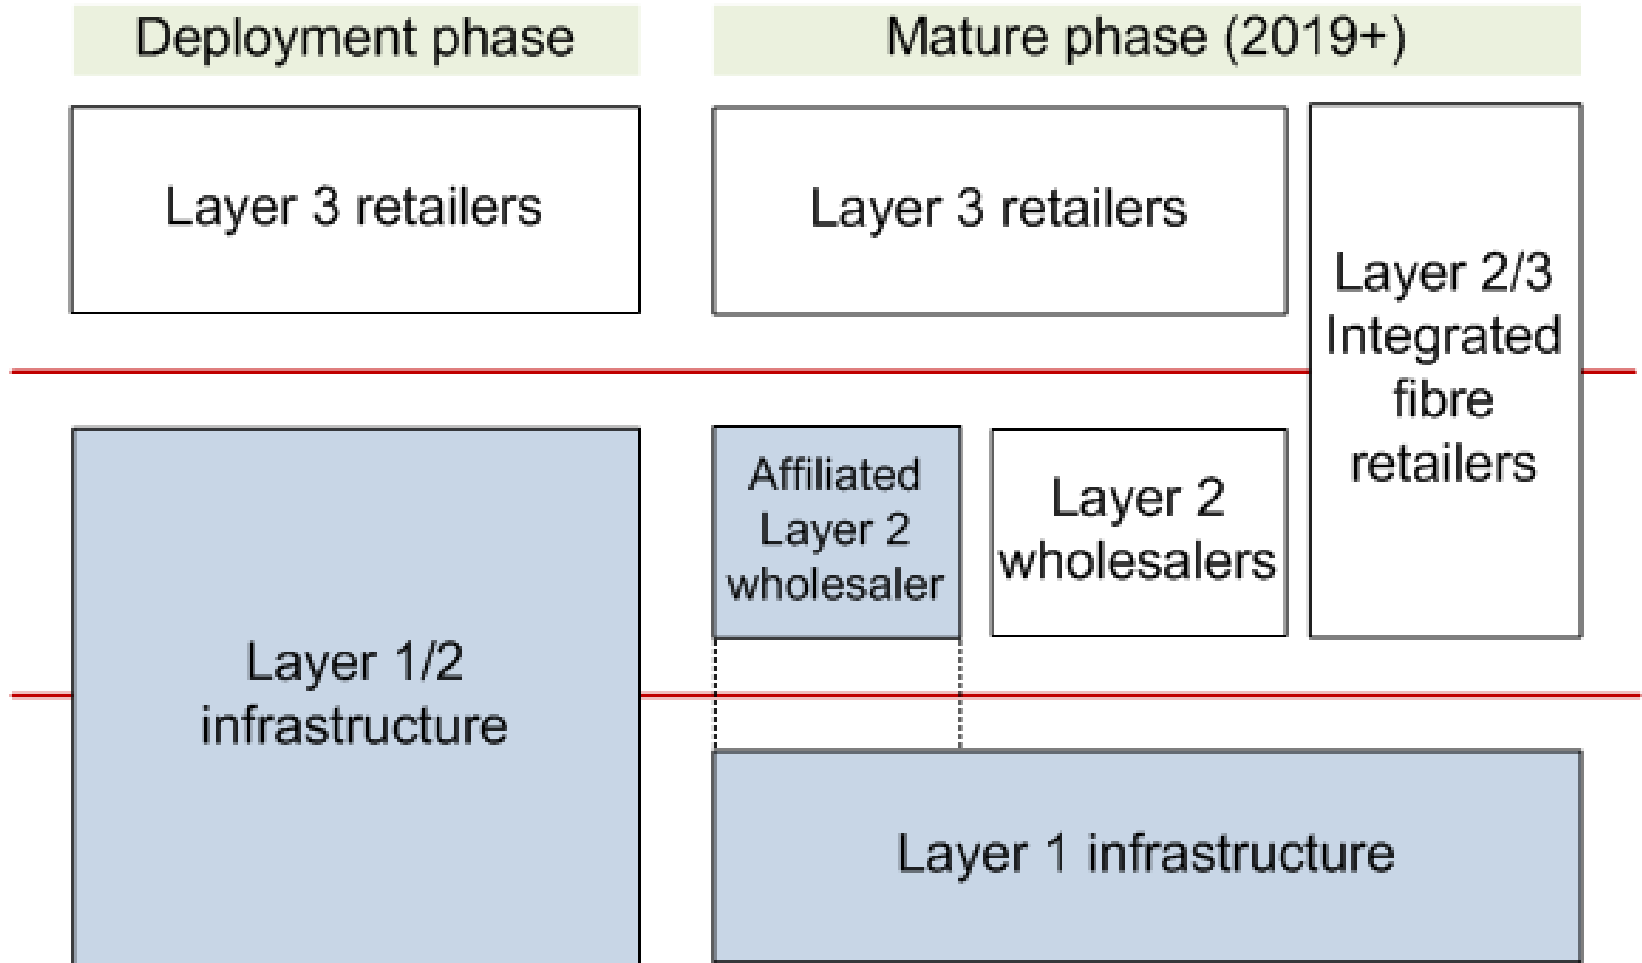 Deployment phase
Mature phase (2019+)
Layer 3 retailers
Layer 3 retailers
Layer 2/3
Integrated
fibre
retailers
Affiliated
Layer 2
wholesaler
Layer 2
wholesalers
Layer 1/2
infrastructure
Layer 1 infrastructure